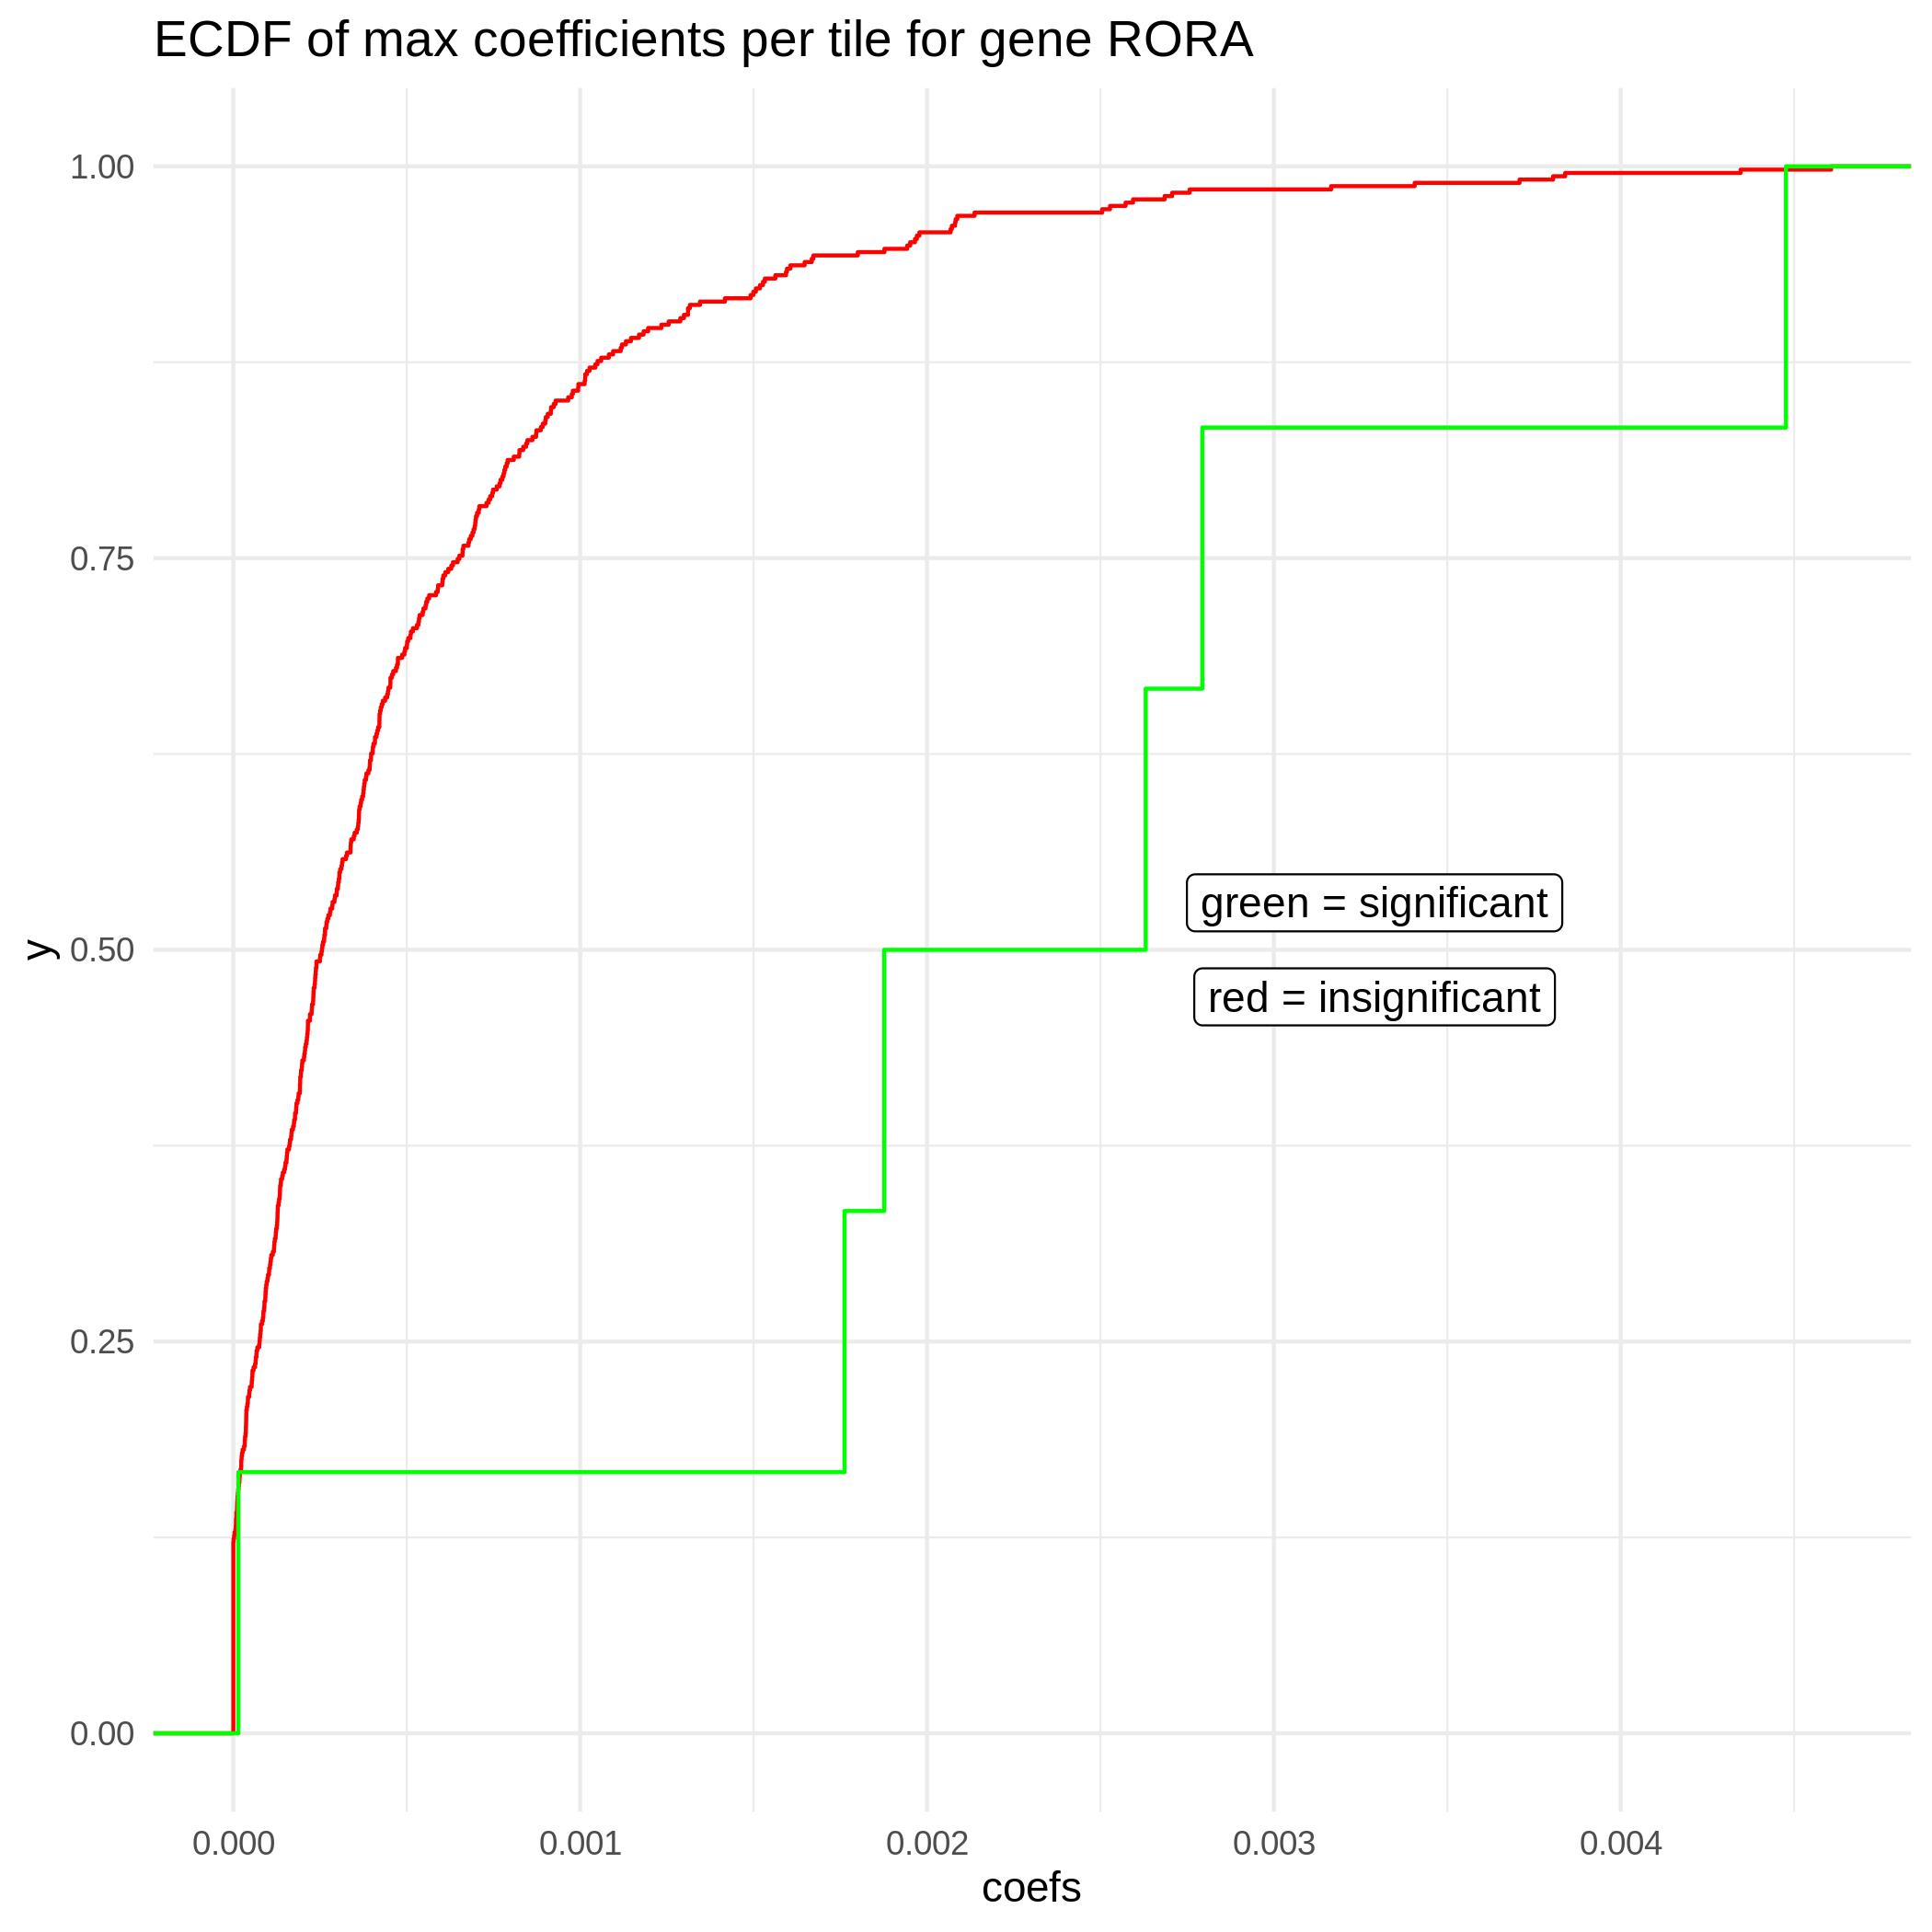 ECDF of max coefficients per tile for gene RORA
y
1.00
0.75
0.50
0.25
0.00
green = significant
red = insignificant
0.000 0.001 0.002 0.003 0.004
coefs